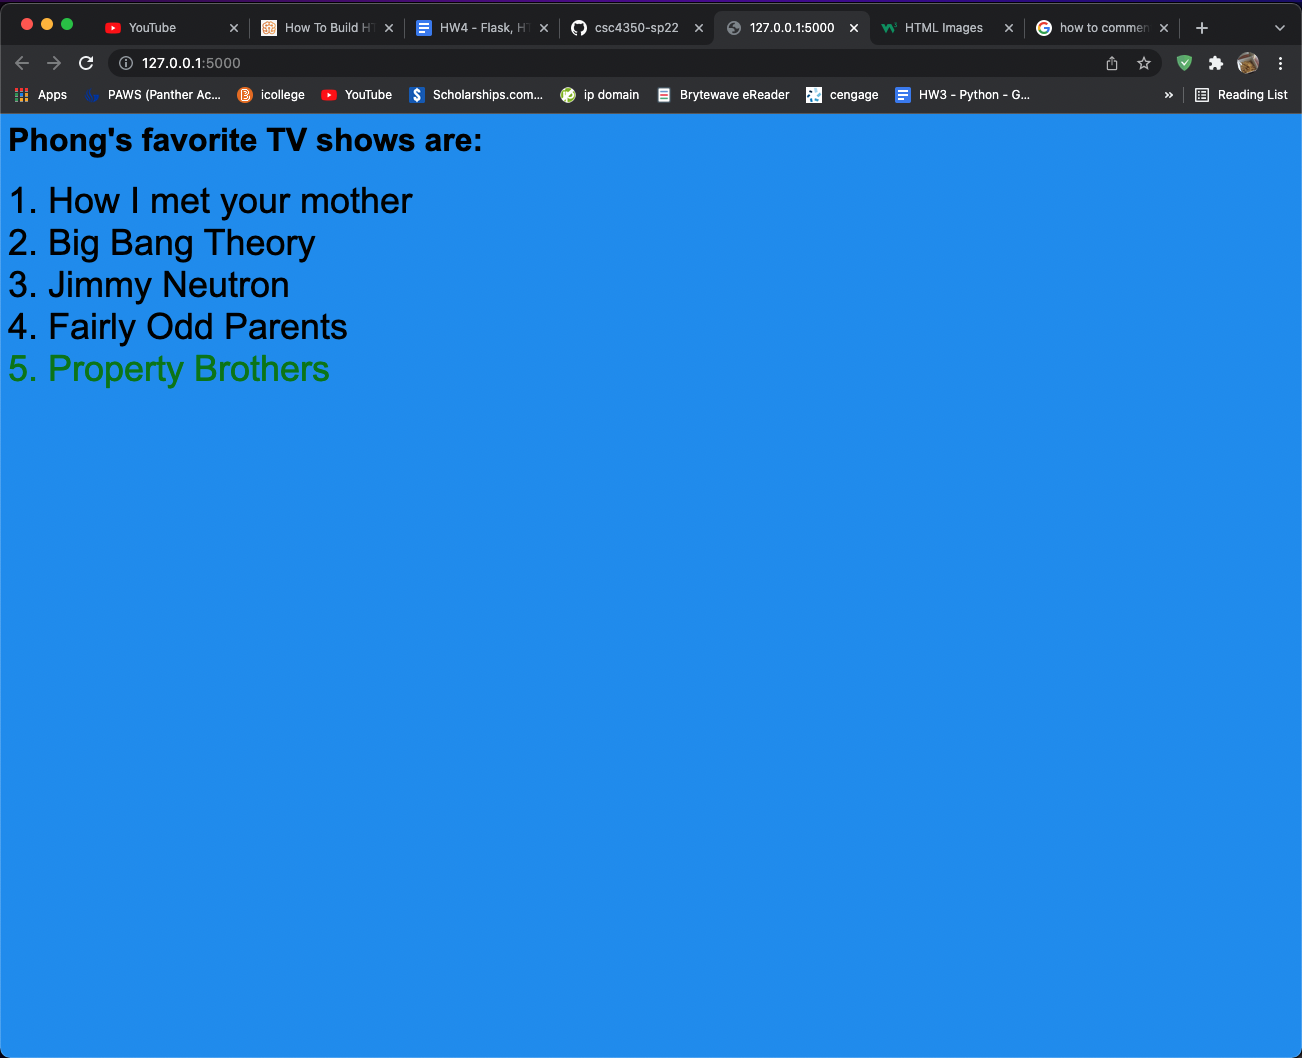 YouTube
How To Build HT
HW4 - Flask, HT
csc4350-sp22
127.0.0.1:5000
HTML Images
how to commen
127.0.0.1:5000
Apps
PAWS (Panther Ac...
icollege
YouTube
Scholarships.com...
ip domain
Brytewave eReader
cengage
HW3 - Python - G...
»
Reading List
Phong's favorite TV shows are:
1. How I met your mother
2. Big Bang Theory
3. Jimmy Neutron
4. Fairly Odd Parents
5. Property Brothers